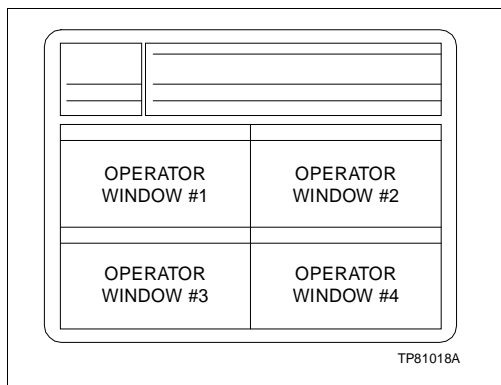 OPERATOR
WINDOW #1
OPERATOR
WINDOW #2
OPERATOR
WINDOW #3
OPERATOR
WINDOW #4
TP81018A